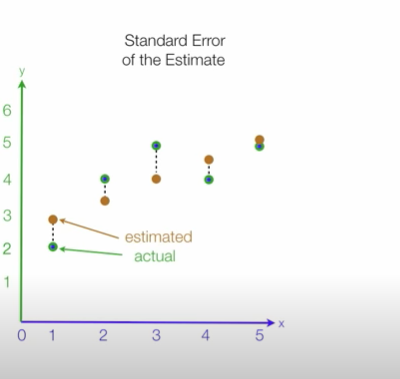 Standard Error
of the Estimate
y
6
5
4
3
2
1
estimated
actual
x
0 1 2 3 4 5